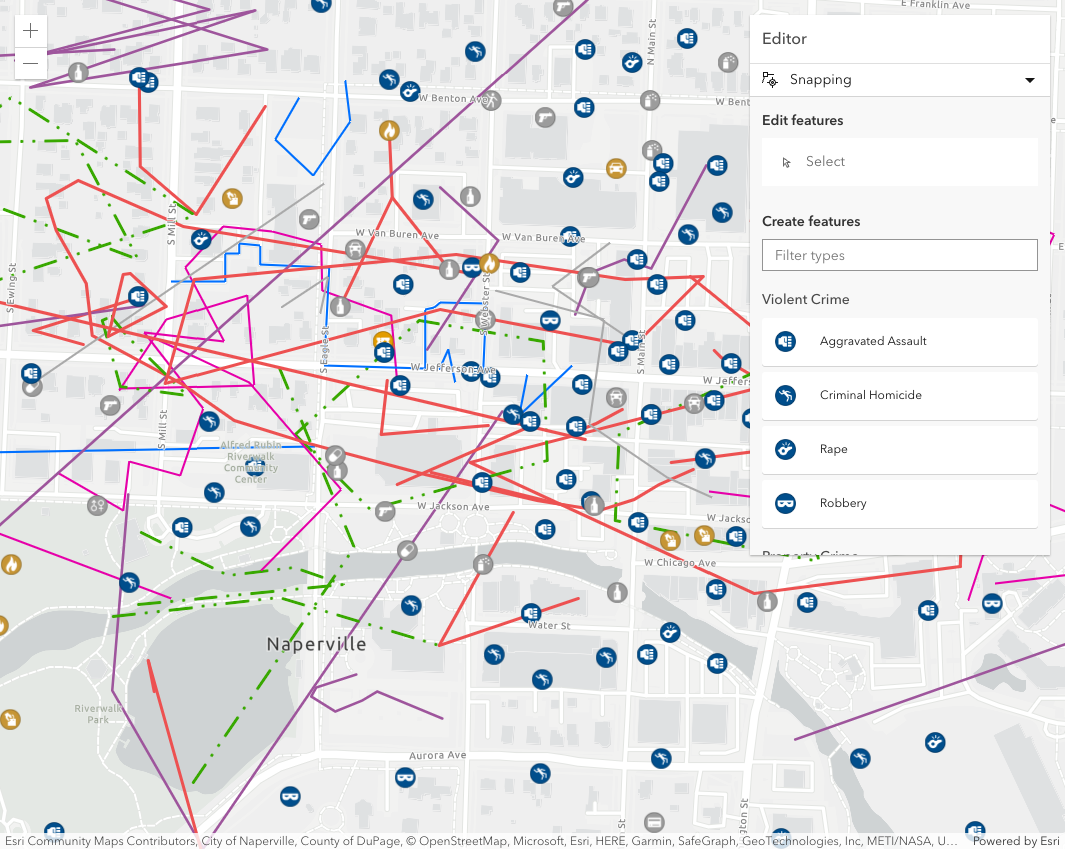 E Franklin Ave
N Main St
W Benton Ave
W Bent
Editor
Snapping
Edit features
Select
Create features
Filter types
Violent Crime
Aggravated Assault
Criminal Homicide
Rape
Robbery
Property Crime
S Mill St
W Van Buren Ave
W Van Buren Ave
E
S Ewing St
S Webster St
S Eagle St
S Main St
W Jefferson Ave
W Jeffers
S Mill St
Alfred Rubin
Riverwalk
Community
Center
W Jackson Ave
W Jackso
W Chicago Ave
Water St
Naperville
Riverwalk
Park
Aurora Ave
ngton St
St
Esri Community Maps Contributors, City of Naperville, County of DuPage, © OpenStreetMap, Microsoft, Esri, HERE, Garmin, SafeGraph, GeoTechnologies, Inc, METI/NASA, U… Powered by Esri